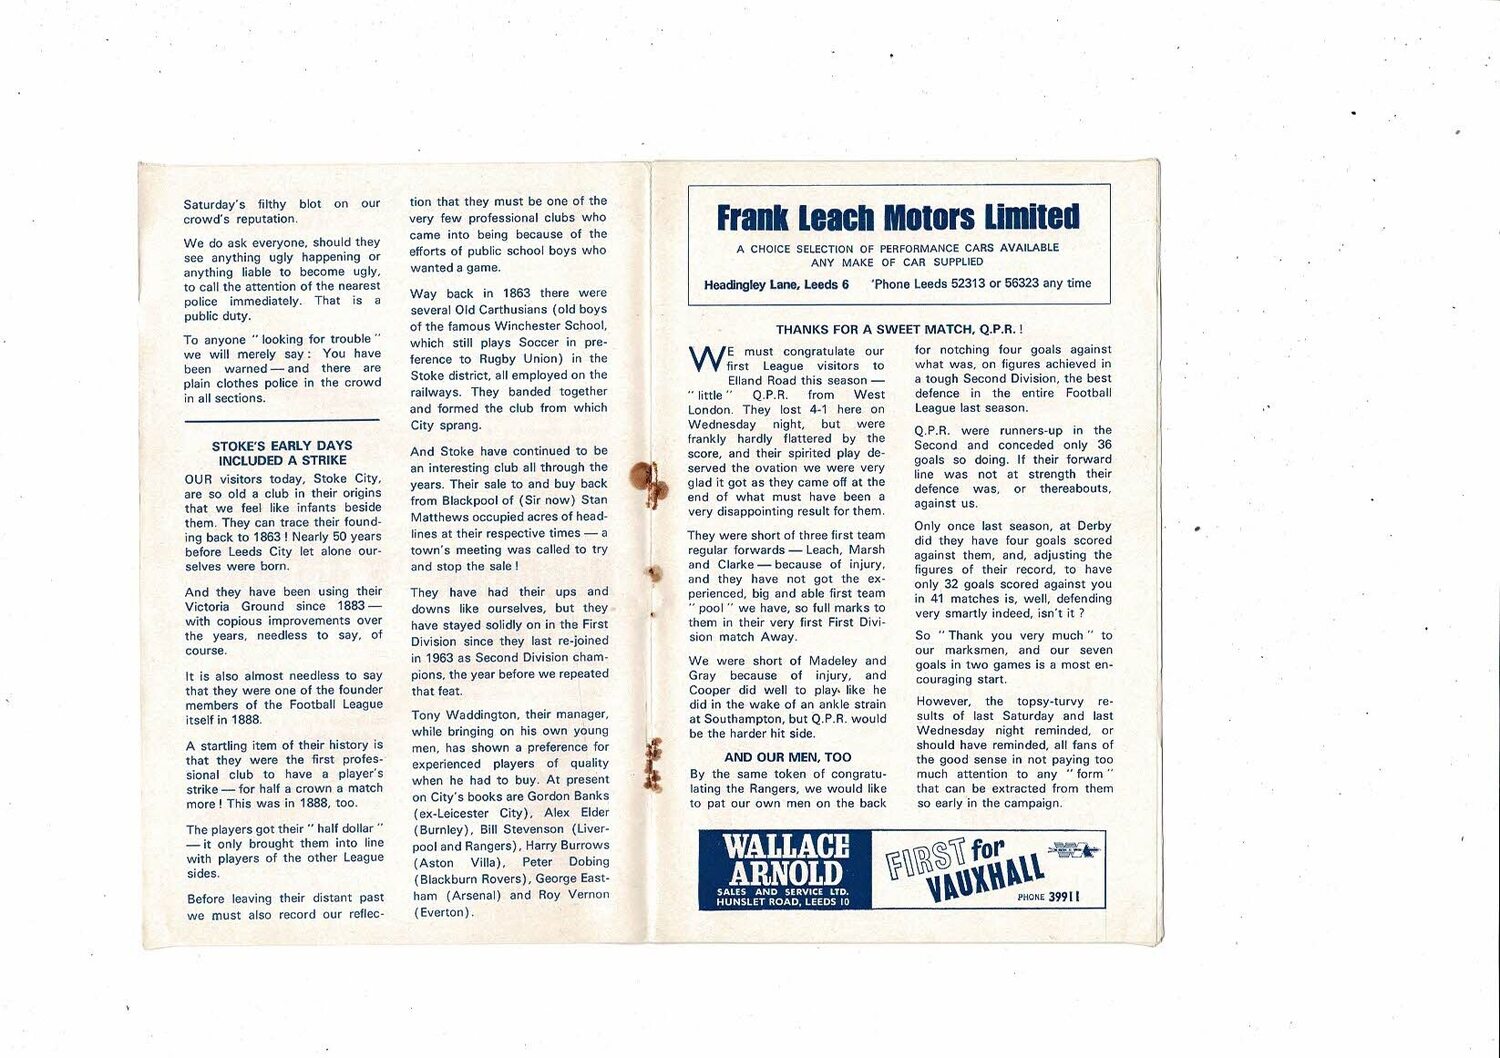 Saturday's filthy blot on our
crowd's reputation.
We do ask everyone, should they
see anything ugly happening or
anything liable to become ugly,
to call the attention of the nearest
police immediately. That is a
public duty.
To anyone " looking for trouble "
we will merely say : You have
been warned — and there are
plain clothes police in the crowd
in all sections.
STOKE'S EARLY DAYS
INCLUDED A STRIKE
OUR visitors today, Stoke City,
are so old a club in their origins
that we feel like infants beside
them. They can trace their found-
ing back to 1863 ! Nearly 50 years
before Leeds City let alone our-
selves were born.
And they have been using their
Victoria Ground since 1883 —
with copious improvements over
the years, needless to say, of
course.
It is also almost needless to say
that they were one of the founder
members of the Football League
itself in 1888.
A startling item of their history is
that they were the first profes-
sional club to have a player's
strike — for half a crown a match
more ! This was in 1888, too.
The players got their " half dollar "
— it only brought them into line
with players of the other League
sides.
Before leaving their distant past
we must also record our reflec-
tion that they must be one of the
very few professional clubs who
came into being because of the
efforts of public school boys who
wanted a game.
Way back in 1863 there were
several Old Carthusians (old boys
of the famous Winchester School,
which still plays Soccer in pre-
ference to Rugby Union) in the
Stoke district, all employed on the
railways. They banded together
and formed the club from which
City sprang.
And Stoke have continued to be
an interesting club all through the
years. Their sale to and buy back
from Blackpool of (Sir now) Stan
Matthews occupied acres of head-
lines at their respective times — a
town's meeting was called to try
and stop the sale !
They have had their ups and
downs like ourselves, but they
have stayed solidly on in the First
Division since they last re-joined
in 1963 as Second Division cham-
pions, the year before we repeated
that feat.
Tony Waddington, their manager,
while bringing on his own young
men, has shown a preference for
experienced players of quality
when he had to buy. At present
on City's books are Gordon Banks
(ex-Leicester City), Alex Elder
(Burnley), Bill Stevenson (Liver-
pool and Rangers), Harry Burrows
(Aston Villa), Peter Dobing
(Blackburn Rovers), George East-
ham (Arsenal) and Roy Vernon
(Everton).
Frank Leach Motors Limited
A CHOICE SELECTION OF PERFORMANCE CARS AVAILABLE
ANY MAKE OF CAR SUPPLIED
Headingley Lane, Leeds 6 'Phone Leeds 52313 or 56323 any time
THANKS FOR A SWEET MATCH, Q.P.R. !
WE must congratulate our
first League visitors to
Elland Road this season —
" little " Q.P.R. from West
London. They lost 4-1 here on
Wednesday night, but were
frankly hardly flattered by the
score, and their spirited play de-
served the ovation we were very
glad it got as they came off at the
end of what must have been a
very disappointing result for them.
They were short of three first team
regular forwards — Leach, Marsh
and Clarke — because of injury,
and they have not got the ex-
perienced, big and able first team
" pool " we have, so full marks to
them in their very first First Divi-
sion match Away.
We were short of Madeley and
Gray because of injury, and
Cooper did well to play like he
did in the wake of an ankle strain
at Southampton, but Q.P.R. would
be the harder hit side.
AND OUR MEN, TOO
By the same token of congratu-
lating the Rangers, we would like
to pat our own men on the back
for notching four goals against
what was, on figures achieved in
a tough Second Division, the best
defence in the entire Football
League last season.
Q.P.R. were runners-up in the
Second and conceded only 36
goals so doing. If their forward
line was not at strength their
defence was, or thereabouts,
against us.
Only once last season, at Derby
did they have four goals scored
against them, and, adjusting the
figures of their record, to have
only 32 goals scored against you
in 41 matches is, well, defending
very smartly indeed, isn't it ?
So " Thank you very much " to
our marksmen, and our seven
goals in two games is a most en-
couraging start.
However, the topsy-turvy re-
sults of last Saturday and last
Wednesday night reminded, or
should have reminded, all fans of
the good sense in not paying too
much attention to any " form "
that can be extracted from them
so early in the campaign.
WALLACE
ARNOLD
SALES AND SERVICE LTD.
HUNSLET ROAD, LEEDS 10
FIRST for
VAUXHALL
PHONE 39911